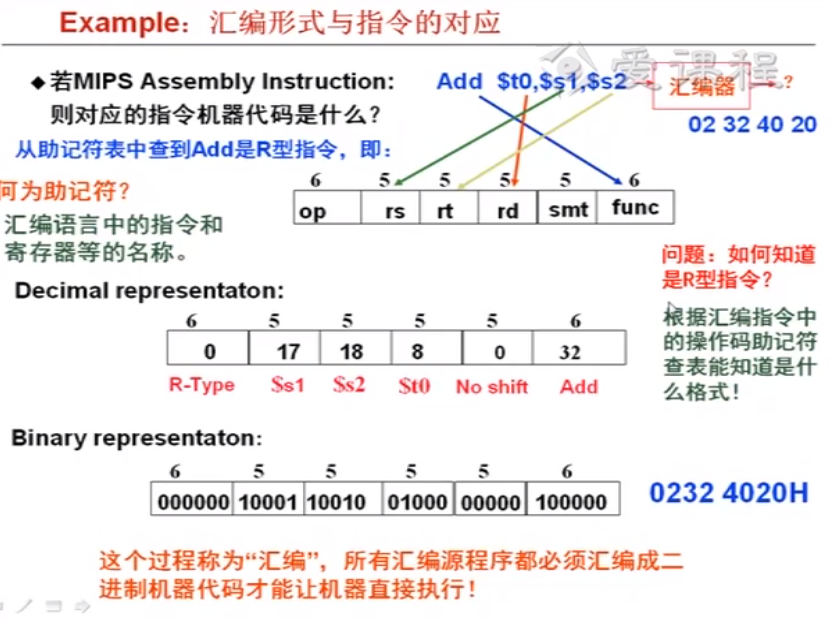 Example：汇编形式与指令的对应
爱课程
◆ 若MIPS Assembly Instruction: Add $t0,$s1,$s2 汇编器 ?
则对应的指令机器代码是什么？
02 32 40 20
从助记符表中查到Add是R型指令，即：
6 5 5 5 5 6
op rs rt rd smt func
何为助记符？
汇编语言中的指令和
寄存器等的名称。
问题：如何知道
是R型指令？
根据汇编指令中
的操作码助记符
查表能知道是什
么格式！
Decimal representaton:
6 5 5 5 5 6
0 17 18 8 0 32
R-Type $s1 $s2 $t0 No shift Add
Binary representaton:
6 5 5 5 5 6
000000 10001 10010 01000 00000 100000
0232 4020H
这个过程称为“汇编”，所有汇编源程序都必须汇编成二
进制机器代码才能让机器直接执行！